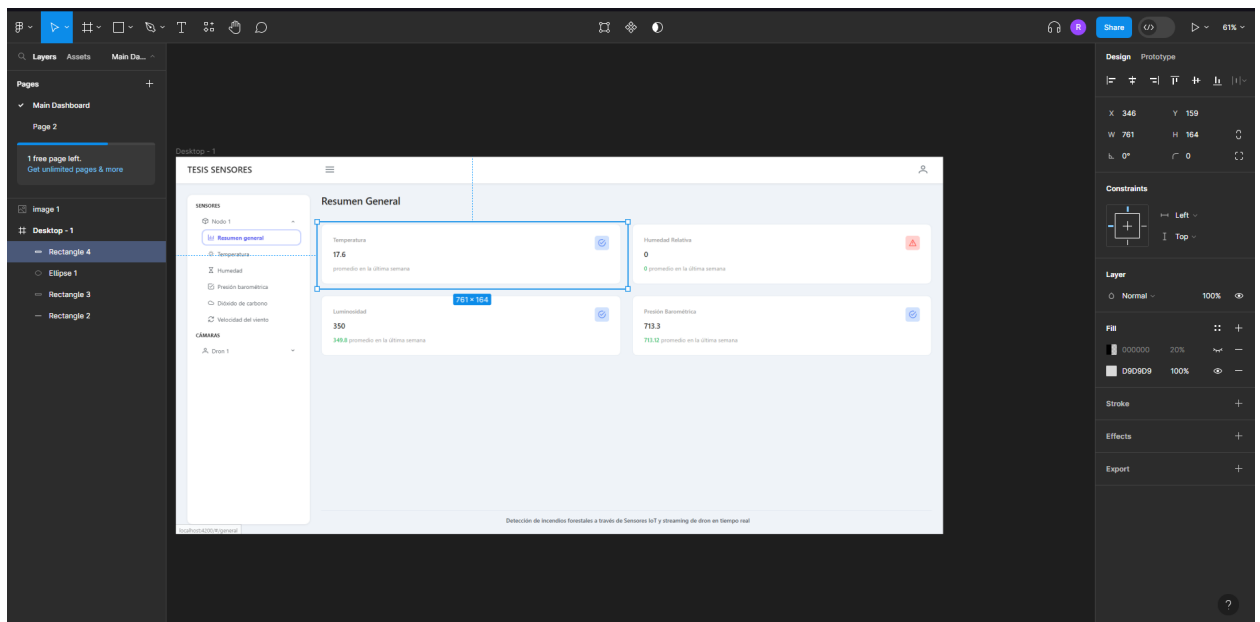 Share
61%
Layers Assets Main Da...
Pages
Main Dashboard
Page 2
1 free page left.
Get unlimited pages & more
image 1
Desktop - 1
Rectangle 4
Ellipse 1
Rectangle 3
Rectangle 2
Desktop - 1
TESIS SENSORES
SENSORES
Nodo 1
Resumen general
Temperatura
Humedad
Presión barométrica
Dióxido de carbono
Velocidad del viento
CÁMARAS
Dron 1
localhost:4200/#/general
Resumen General
Temperatura
17.6
promedio en la última semana
Humedad Relativa
0
0 promedio en la última semana
761 × 164
Luminosidad
350
349.8 promedio en la última semana
Presión Barométrica
713.3
713.12 promedio en la última semana
Detección de incendios forestales a través de Sensores IoT y streaming de dron en tiempo real
R
Design Prototype
X 346 Y 159
W 761 H 164
0° 0
Constraints
Left
Top
Layer
Normal 100%
Fill
000000 20%
D9D9D9 100%
Stroke
Effects
Export
?